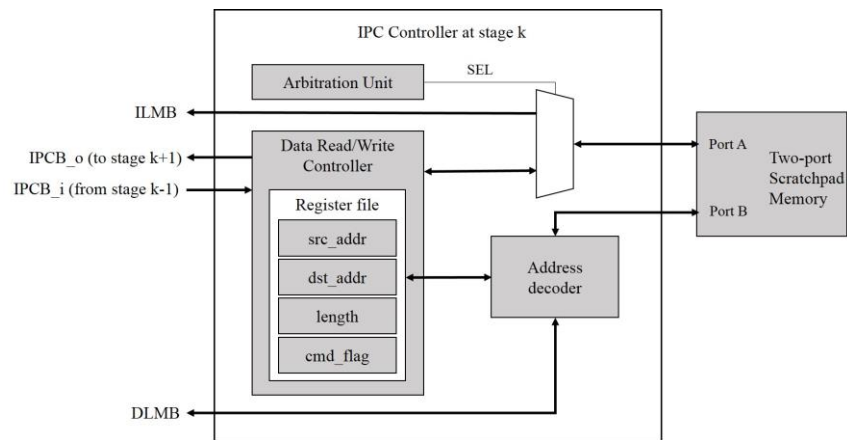 IPC Controller at stage k
Arbitration Unit
SEL
ILMB
IPCB_o (to stage k+1)
IPCB_i (from stage k-1)
Data Read/Write
Controller
Register file
src_addr
dst_addr
length
cmd_flag
Address
decoder
Port A
Port B
Two-port
Scratchpad
Memory
DLMB